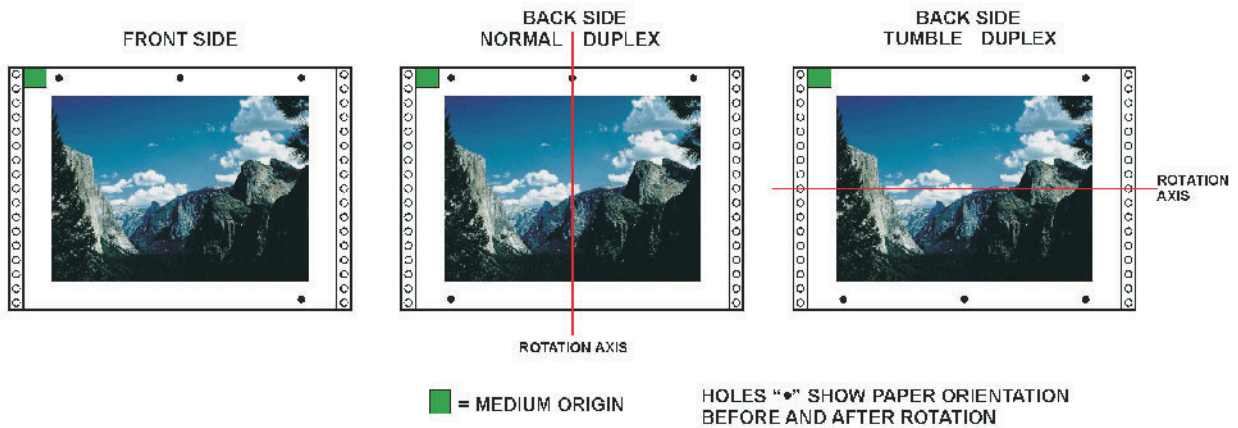 FRONT SIDE
BACK SIDE
NORMAL DUPLEX
BACK SIDE
TUMBLE DUPLEX
ROTATION
AXIS
ROTATION AXIS
= MEDIUM ORIGIN
HOLES “•” SHOW PAPER ORIENTATION
BEFORE AND AFTER ROTATION